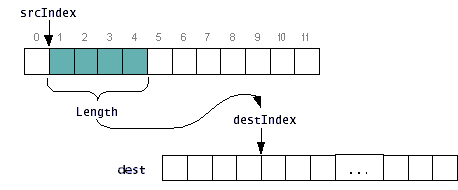 srcIndex
0 1 2 3 4 5 6 7 8 9 10 11
Length
destIndex
dest
...